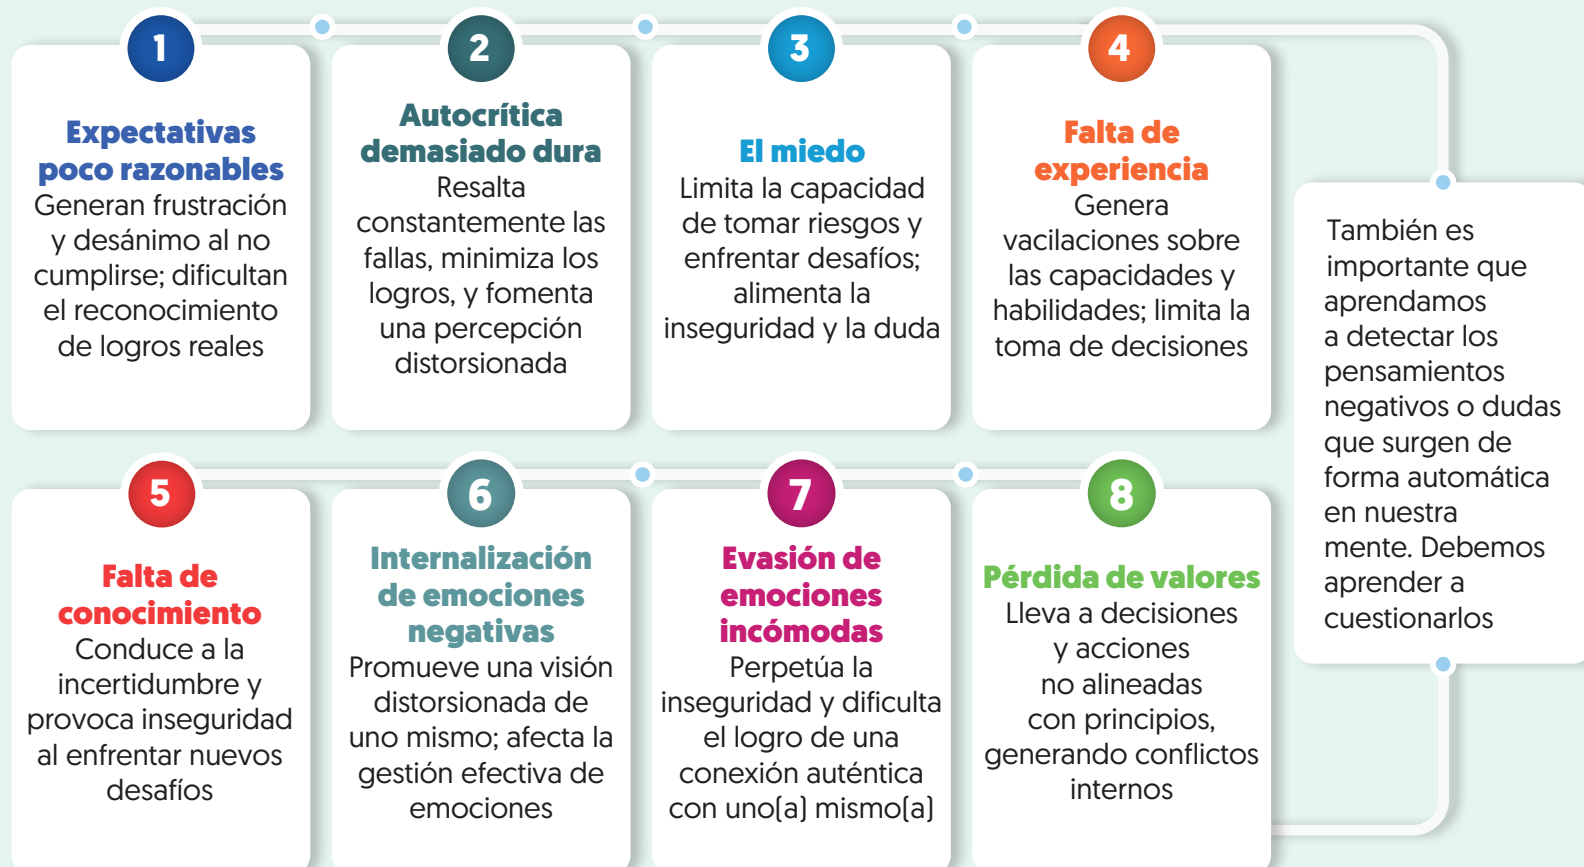 1
Expectativas
poco razonables
Generan frustración
y desánimo al no
cumplirse; dificultan
el reconocimiento
de logros reales
2
Autocrítica
demasiado dura
Resalta
constantemente las
fallas, minimiza los
logros, y fomenta
una percepción
distorsionada
3
El miedo
Limita la capacidad
de tomar riesgos y
enfrentar desafíos;
alimenta la
inseguridad y la duda
4
Falta de
experiencia
Genera
vacilaciones sobre
las capacidades y
habilidades; limita la
toma de decisiones
5
Falta de
conocimiento
Conduce a la
incertidumbre y
provoca inseguridad
al enfrentar nuevos
desafíos
6
Internalización
de emociones
negativas
Promueve una visión
distorsionada de
uno mismo; afecta la
gestión efectiva de
emociones
7
Evasión de
emociones
incómodas
Perpetúa la
inseguridad y dificulta
el logro de una
conexión auténtica
con uno(a) mismo(a)
8
Pérdida de valores
Lleva a decisiones
y acciones
no alineadas
con principios,
generando conflictos
internos
También es
importante que
aprendamos
a detectar los
pensamientos
negativos o dudas
que surgen de
forma automática
en nuestra
mente. Debemos
aprender a
cuestionarlos